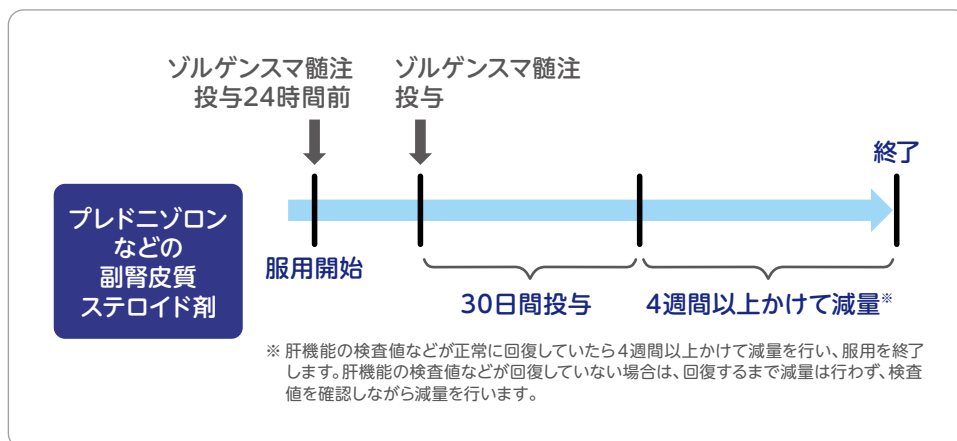 ゾルゲンスマ髄注
投与24時間前
ゾルゲンスマ髄注
投与
終了
プレドニゾロン
などの
副腎皮質
ステロイド剤
服用開始
30日間投与
4週間以上かけて減量※
※ 肝機能の検査値などが正常に回復していたら4週間以上かけて減量を行い、服用を終了
します。肝機能の検査値などが回復していない場合は、回復するまで減量は行わず、検査
値を確認しながら減量を行います。